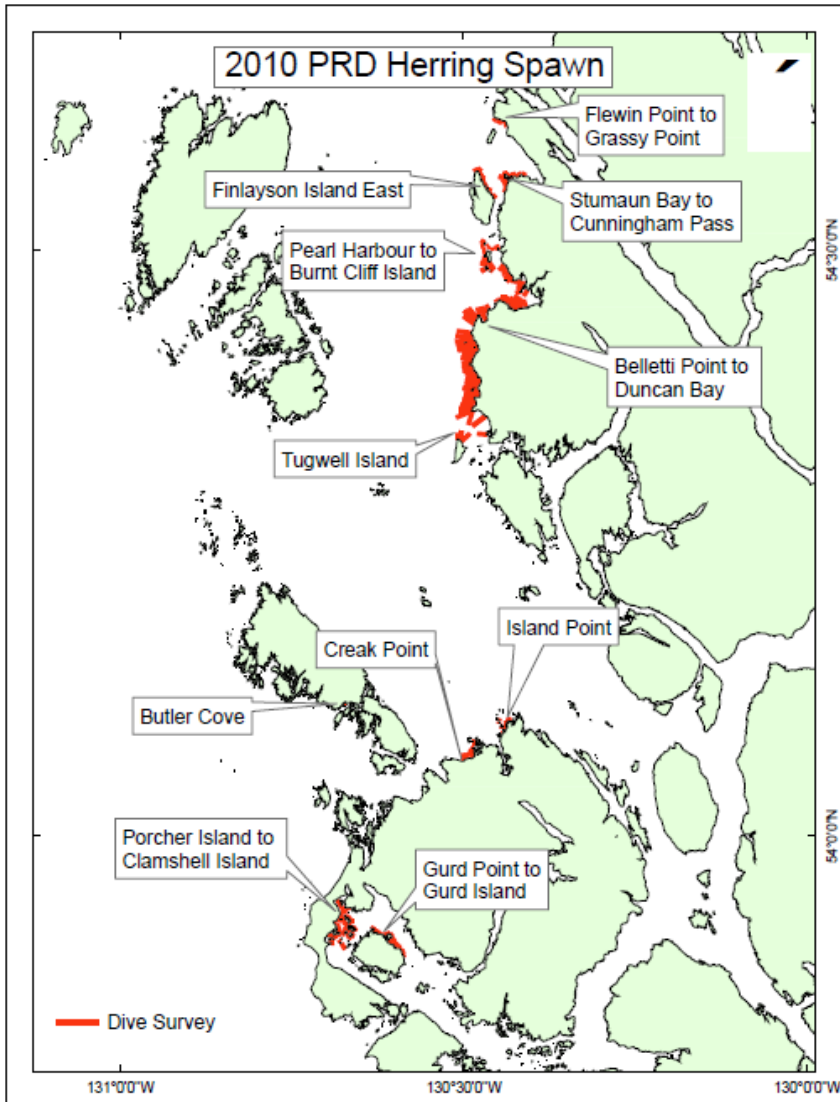 2010 PRD Herring Spawn
Flewin Point to
Grassy Point
Finlayson Island East
Stumaun Bay to
Cunningham Pass
Pearl Harbour to
Burnt Cliff Island
54°30'0"N
Belletti Point to
Duncan Bay
Tugwell Island
Island Point
Creak Point
Butler Cove
54°0'0"N
Porcher Island to
Clamshell Island
Gurd Point to
Gurd Island
Dive Survey
131°0'0"W
130°30'0"W
130°0'0"W